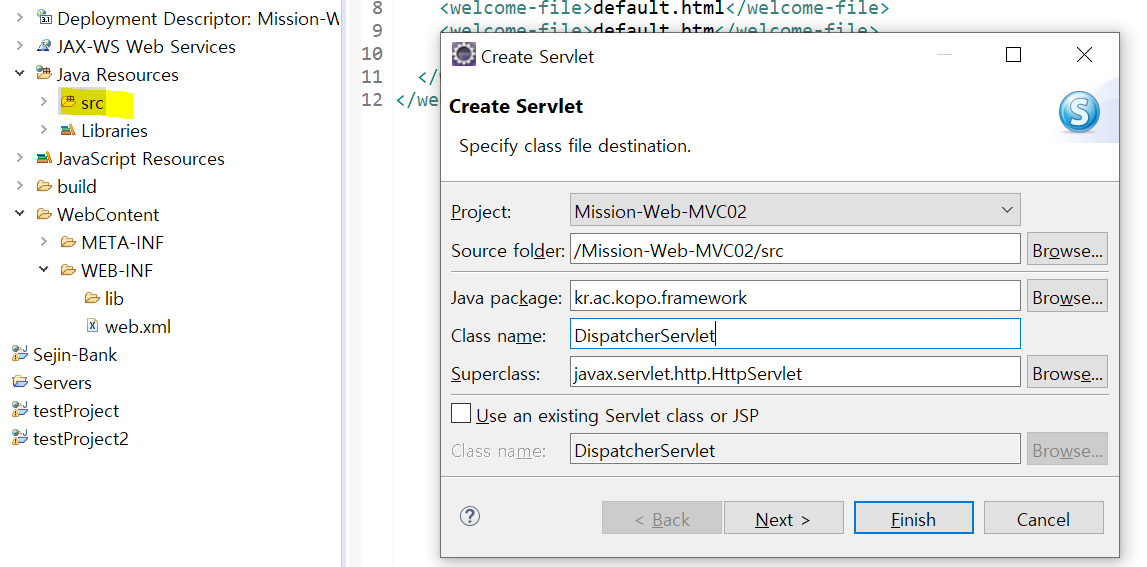 Deployment Descriptor: Mission-W
JAX-WS Web Services
Java Resources
src
Libraries
JavaScript Resources
build
WebContent
META-INF
WEB-INF
lib
web.xml
Sejin-Bank
Servers
testProject
testProject2
8 <welcome-file>default.html</welcome-file>
9 <welcome-file>default.htm</welcome-file>
10
11 </
12 </we
Create Servlet
Create Servlet
Specify class file destination.
Project: Mission-Web-MVC02
Source folder: /Mission-Web-MVC02/src Browse...
Java package: kr.ac.kopo.framework Browse...
Class name: DispatcherServlet
Superclass: javax.servlet.http.HttpServlet Browse...
Use an existing Servlet class or JSP
Class name: DispatcherServlet Browse...
< Back Next > Finish Cancel